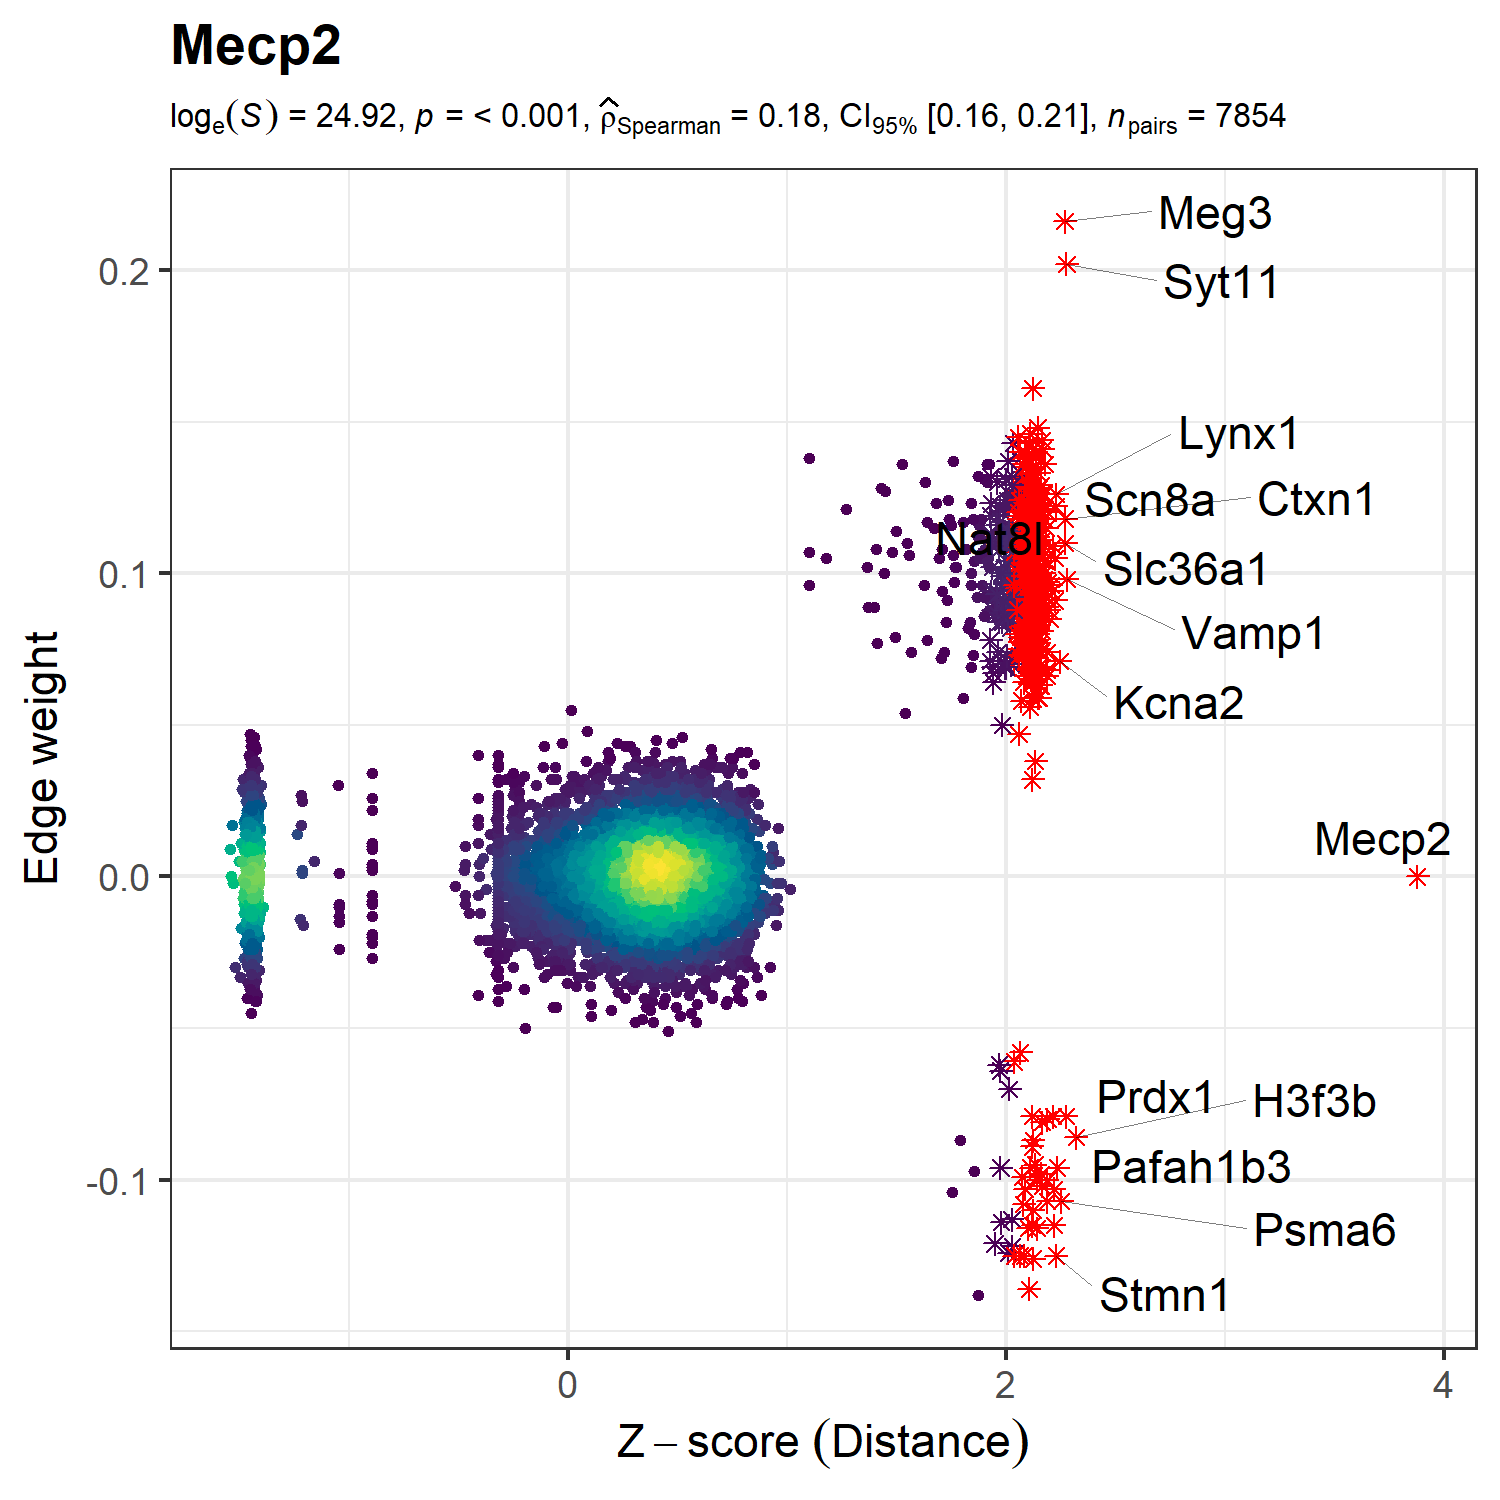 Mecp2
logₑ(S) = 24.92, p = < 0.001, ρ̂Spearman = 0.18, CI95% [0.16, 0.21], npairs = 7854
Meg3
Syt11
Lynx1
Scn8a
Ctxn1
Nat8l
Slc36a1
Vamp1
Kcna2
Mecp2
Prdx1
H3f3b
Pafah1b3
Psma6
Stmn1
0.2
0.1
0.0
-0.1
Edge weight
0
2
4
Z – score (Distance)